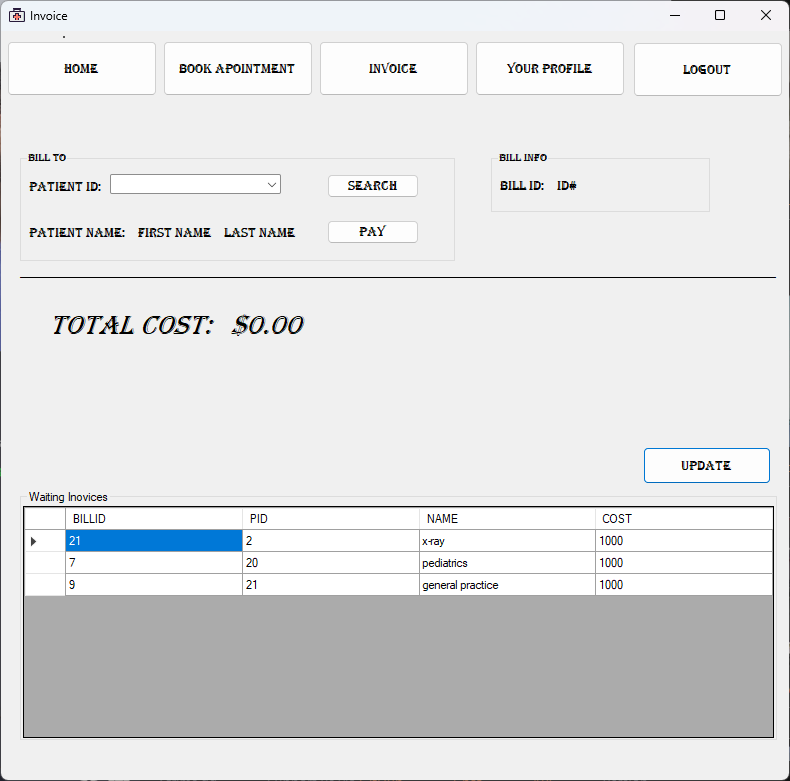 Invoice
HOME
BOOK APOINTMENT
INVOICE
YOUR PROFILE
LOGOUT
BILL TO
PATIENT ID:
SEARCH
PATIENT NAME: FIRST NAME LAST NAME
PAY
BILL INFO
BILL ID: ID#
TOTAL COST: $0.00
UPDATE
Waiting Inovices
BILLID PID NAME COST
21 2 x-ray 1000
7 20 pediatrics 1000
9 21 general practice 1000